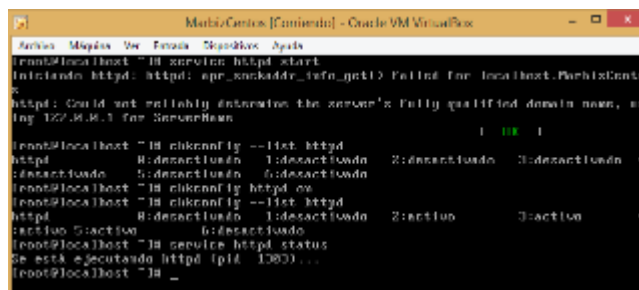 MarbizCentos [Corriendo] - Oracle VM VirtualBox
Archivo Máquina Ver Entrada Dispositivos Ayuda
[root@localhost ~]# service httpd start
Iniciando httpd: httpd: apr_sockaddr_info_get() failed for localhost.MarbizCent
s
httpd: Could not reliably determine the server's fully qualified domain name, u
ing 127.0.0.1 for ServerName
[ OK ]
[root@localhost ~]# chkconfig --list httpd
httpd 0:desactivado 1:desactivado 2:desactivado 3:desactivado
:desactivado 5:desactivado 6:desactivado
[root@localhost ~]# chkconfig httpd on
[root@localhost ~]# chkconfig --list httpd
httpd 0:desactivado 1:desactivado 2:activo 3:activo
:activo 5:activo 6:desactivado
[root@localhost ~]# service httpd status
Se está ejecutando httpd (pid 1303)...
[root@localhost ~]# _